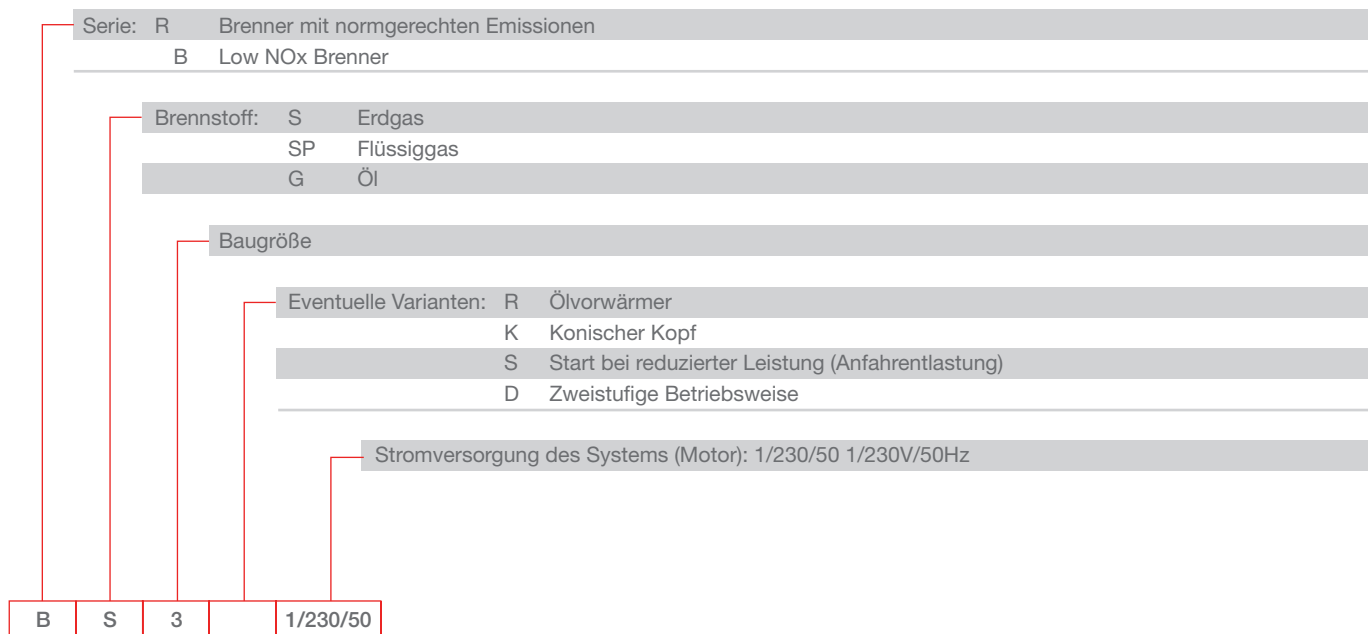 Serie: R Brenner mit normgerechten Emissionen
B Low NOx Brenner
Brennstoff: S Erdgas
SP Flüssiggas
G Öl
Baugröße
Eventuelle Varianten: R Ölvorwärmer
K Konischer Kopf
S Start bei reduzierter Leistung (Anfahrentlastung)
D Zweistufige Betriebsweise
Stromversorgung des Systems (Motor): 1/230/50 1/230V/50Hz
B S 3 1/230/50